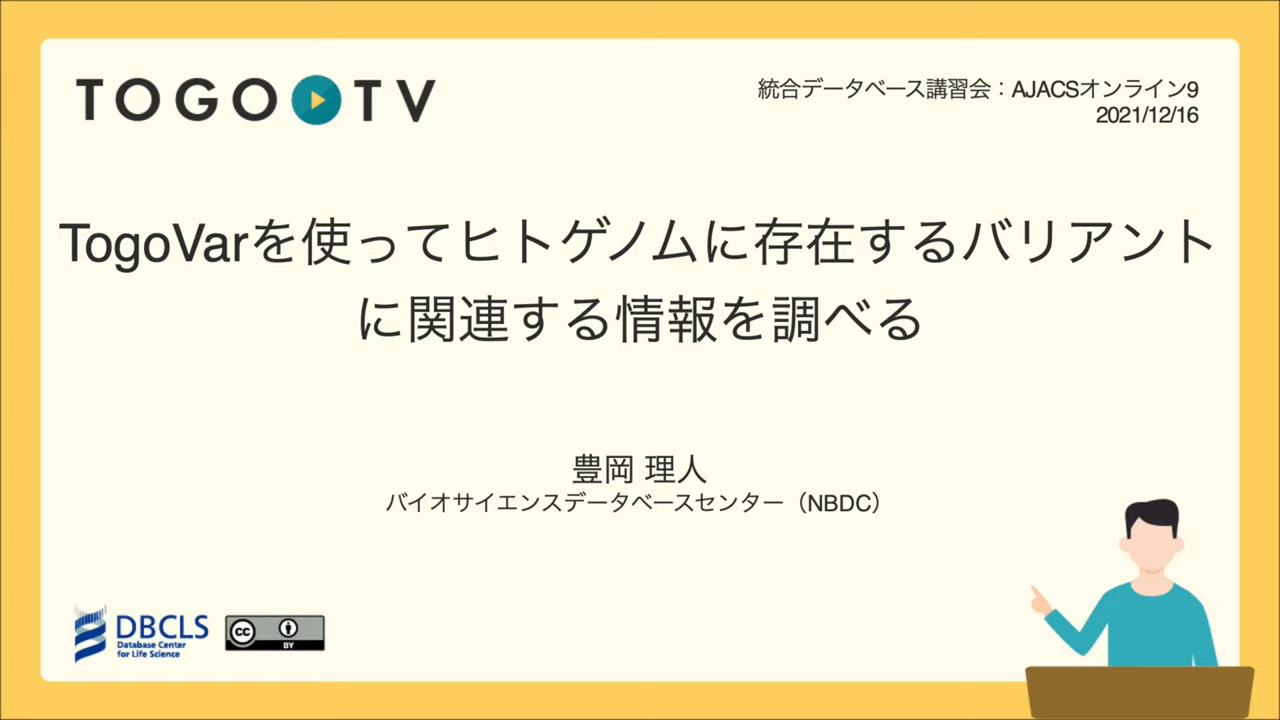 TOGO TV
統合データベース講習会：AJACSオンライン9
2021/12/16
TogoVarを使ってヒトゲノムに存在するバリアント
に関連する情報を調べる
豊岡 理人
バイオサイエンスデータベースセンター（NBDC）
DBCLS
Database Center
for Life Science
cc
BY